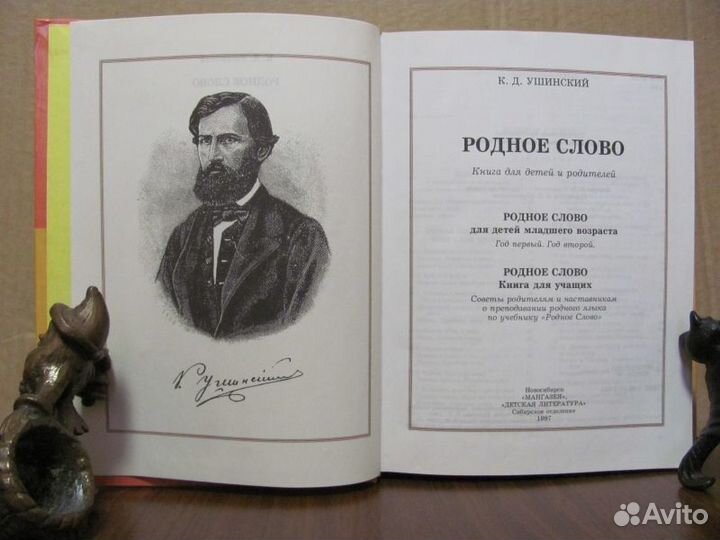 К. Ушинский
К. Д. УШИНСКИЙ
РОДНОЕ СЛОВО
Книга для детей и родителей
РОДНОЕ СЛОВО
для детей младшего возраста
Год первый. Год второй.
РОДНОЕ СЛОВО
Книга для учащих
Советы родителям и наставникам
о преподавании родного языка
по учебнику «Родное Слово»
Новосибирск
«МАНГАЗЕЯ»,
«ДЕТСКАЯ ЛИТЕРАТУРА»
Сибирское отделение
1997
Avito